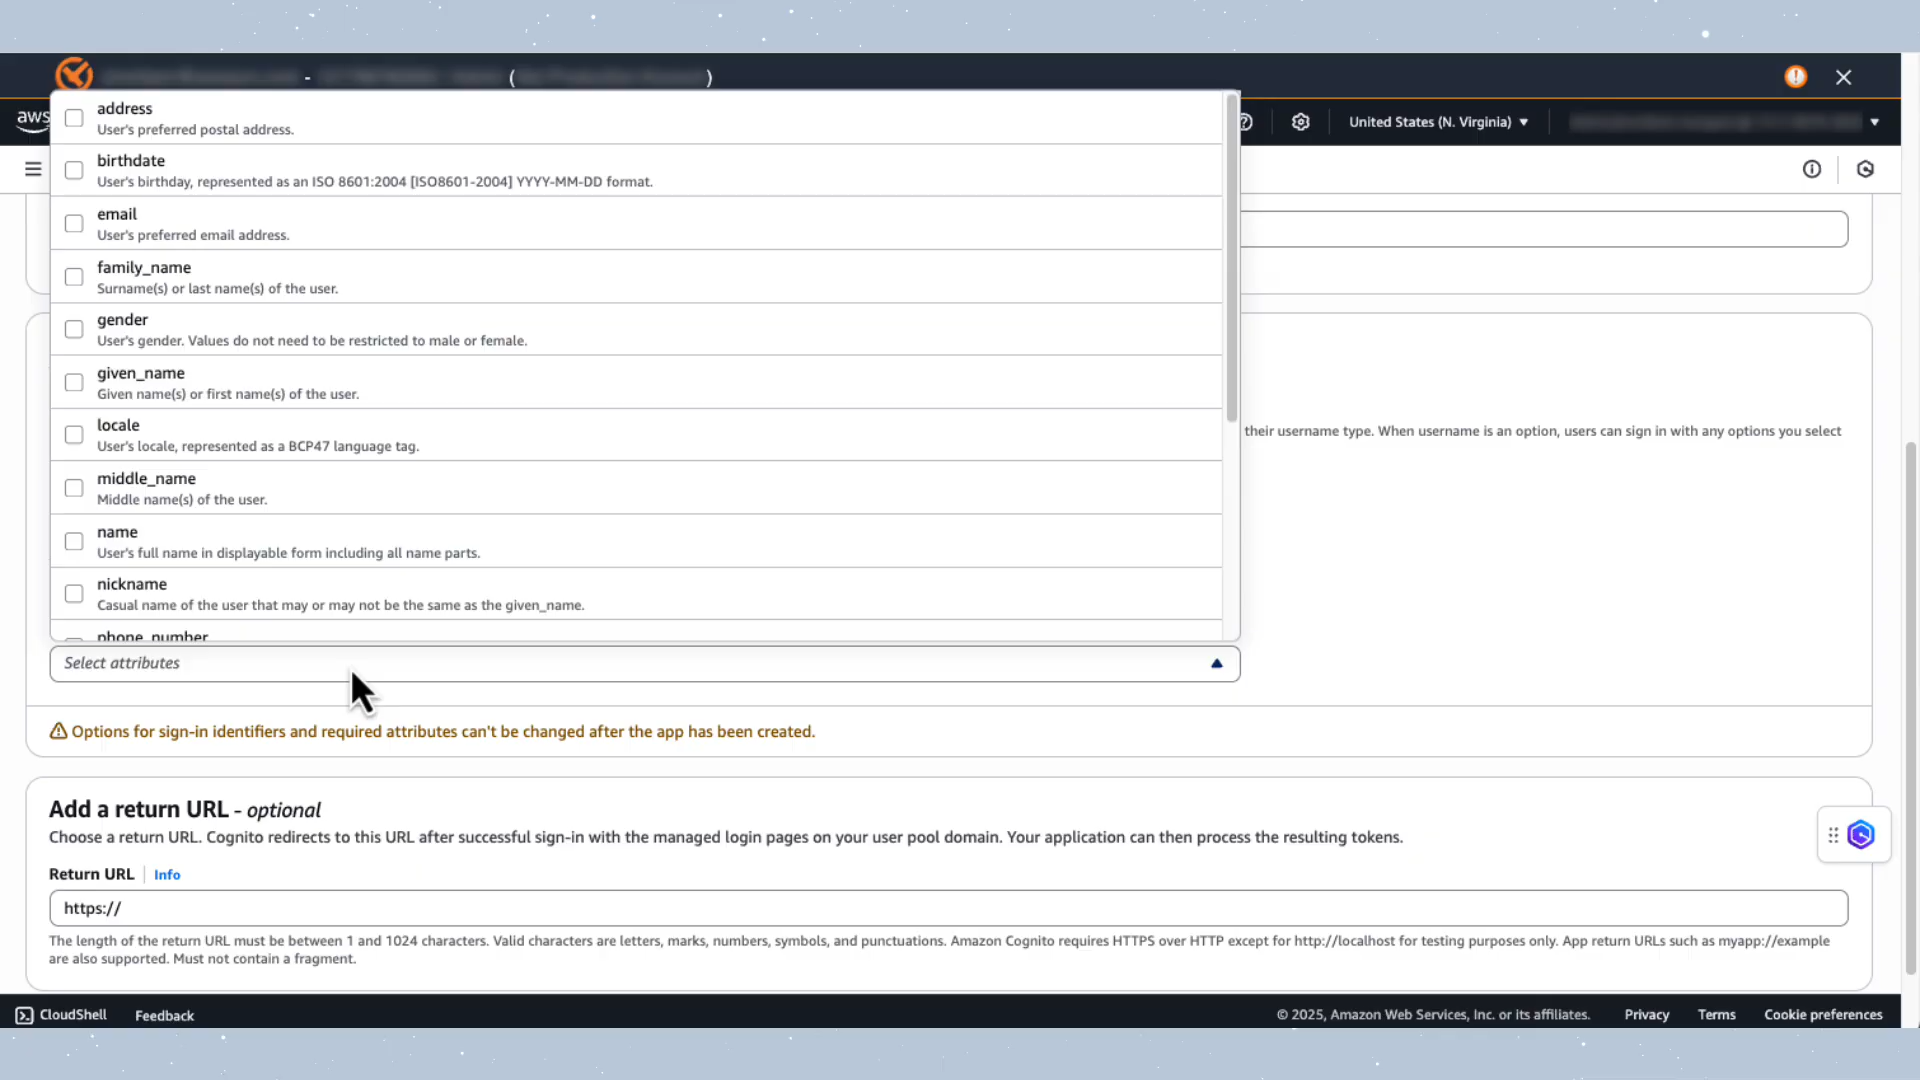 - ( )
aws
United States (N. Virginia)
address
User's preferred postal address.
birthdate
User's birthday, represented as an ISO 8601:2004 [ISO8601-2004] YYYY-MM-DD format.
email
User's preferred email address.
family_name
Surname(s) or last name(s) of the user.
gender
User's gender. Values do not need to be restricted to male or female.
given_name
Given name(s) or first name(s) of the user.
locale
User's locale, represented as a BCP47 language tag.
their username type. When username is an option, users can sign in with any options you select
middle_name
Middle name(s) of the user.
name
User's full name in displayable form including all name parts.
nickname
Casual name of the user that may or may not be the same as the given_name.
phone_number
Select attributes
Options for sign-in identifiers and required attributes can't be changed after the app has been created.
Add a return URL - optional
Choose a return URL. Cognito redirects to this URL after successful sign-in with the managed login pages on your user pool domain. Your application can then process the resulting tokens.
Return URL Info
https://
The length of the return URL must be between 1 and 1024 characters. Valid characters are letters, marks, numbers, symbols, and punctuations. Amazon Cognito requires HTTPS over HTTP except for http://localhost for testing purposes only. App return URLs such as myapp://example
are also supported. Must not contain a fragment.
CloudShell Feedback © 2025, Amazon Web Services, Inc. or its affiliates. Privacy Terms Cookie preferences